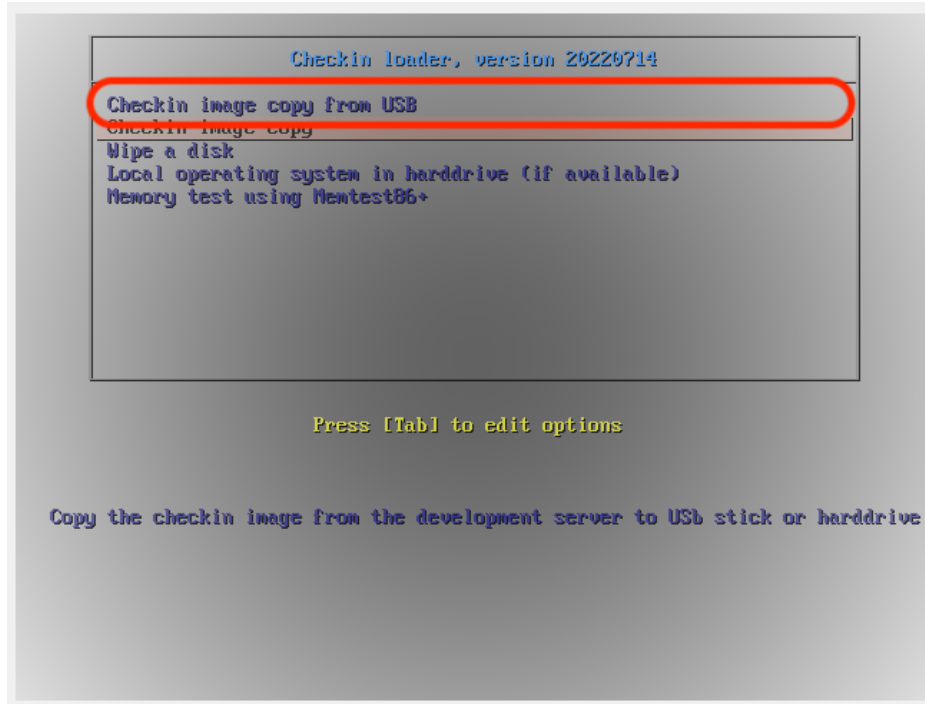 Checkin loader, version 20220714
Checkin image copy from USB
Checkin image copy
Wipe a disk
Local operating system in harddrive (if available)
Memory test using Memtest86+
Press [Tab] to edit options
Copy the checkin image from the development server to USb stick or harddrive